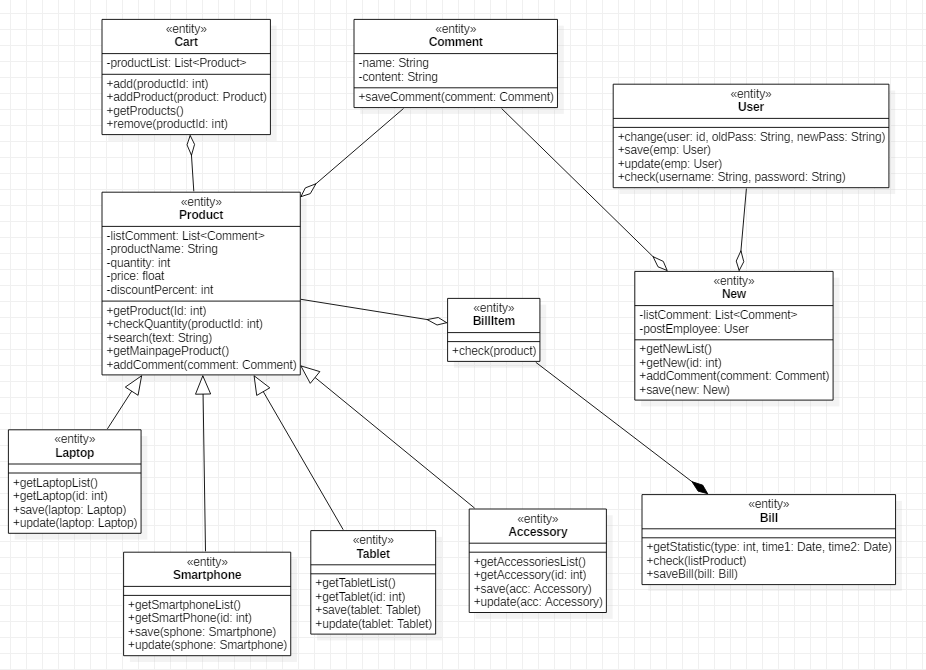 «entity»
Cart
-productList: List<Product>
+add(productId: int)
+addProduct(product: Product)
+getProducts()
+remove(productId: int)
«entity»
Comment
-name: String
-content: String
+saveComment(comment: Comment)
«entity»
User
+change(user: id, oldPass: String, newPass: String)
+save(emp: User)
+update(emp: User)
+check(username: String, password: String)
«entity»
Product
-listComment: List<Comment>
-productName: String
-quantity: int
-price: float
-discountPercent: int
+getProduct(Id: int)
+checkQuantity(productId: int)
+search(text: String)
+getMainpageProduct()
+addComment(comment: Comment)
«entity»
BillItem
+check(product)
«entity»
New
-listComment: List<Comment>
-postEmployee: User
+getNewList()
+getNew(id: int)
+addComment(comment: Comment)
+save(new: New)
«entity»
Laptop
+getLaptopList()
+getLaptop(id: int)
+save(laptop: Laptop)
+update(laptop: Laptop)
«entity»
Smartphone
+getSmartphoneList()
+getSmartPhone(id: int)
+save(sphone: Smartphone)
+update(sphone: Smartphone)
«entity»
Tablet
+getTabletList()
+getTablet(id: int)
+save(tablet: Tablet)
+update(tablet: Tablet)
«entity»
Accessory
+getAccessoriesList()
+getAccessory(id: int)
+save(acc: Accessory)
+update(acc: Accessory)
«entity»
Bill
+getStatistic(type: int, time1: Date, time2: Date)
+check(listProduct)
+saveBill(bill: Bill)